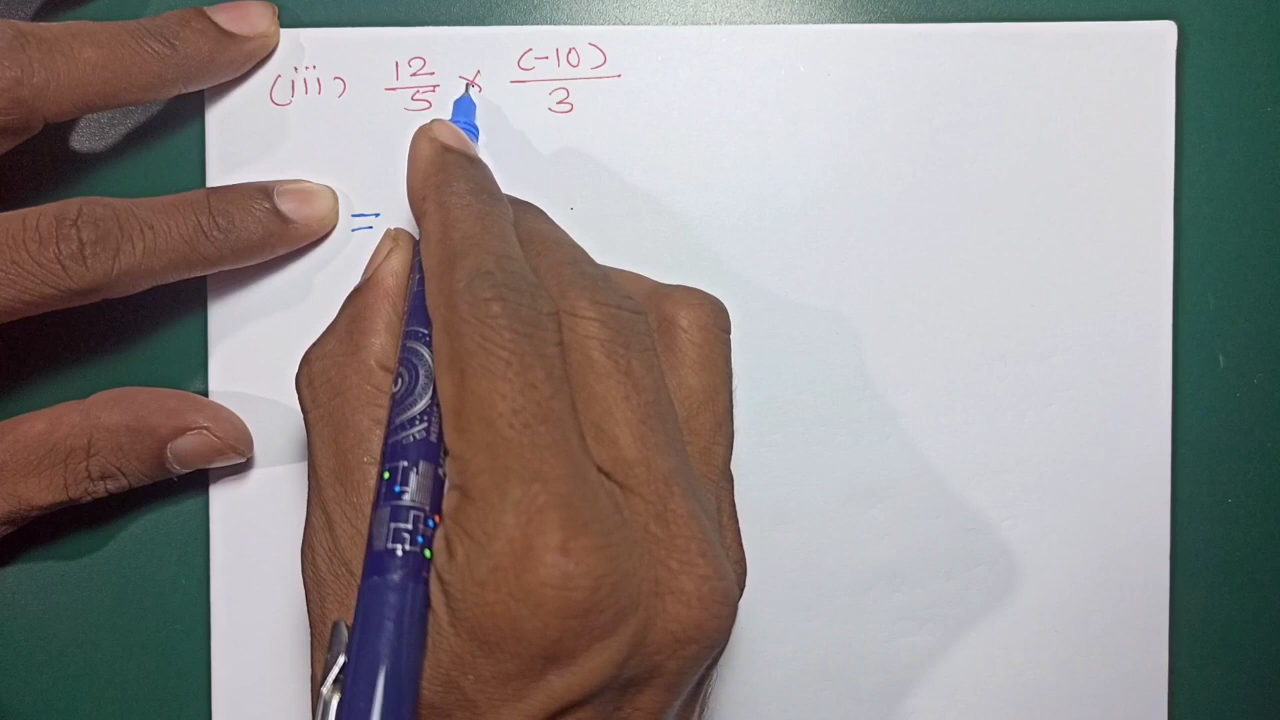 (iii) 12/5 × (-10)/3
=